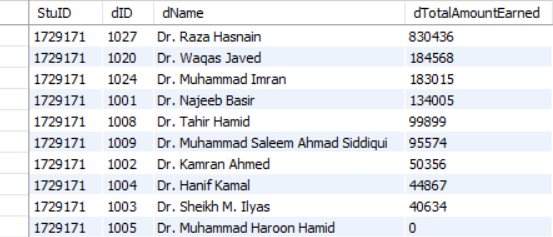 StuID dID dName dTotalAmountEarned
1729171 1027 Dr. Raza Hasnain 830436
1729171 1020 Dr. Waqas Javed 184568
1729171 1024 Dr. Muhammad Imran 183015
1729171 1001 Dr. Najeeb Basir 134005
1729171 1008 Dr. Tahir Hamid 99899
1729171 1009 Dr. Muhammad Saleem Ahmad Siddiqui 95574
1729171 1002 Dr. Kamran Ahmed 50356
1729171 1004 Dr. Hanif Kamal 44867
1729171 1003 Dr. Sheikh M. Ilyas 40634
1729171 1005 Dr. Muhammad Haroon Hamid 0